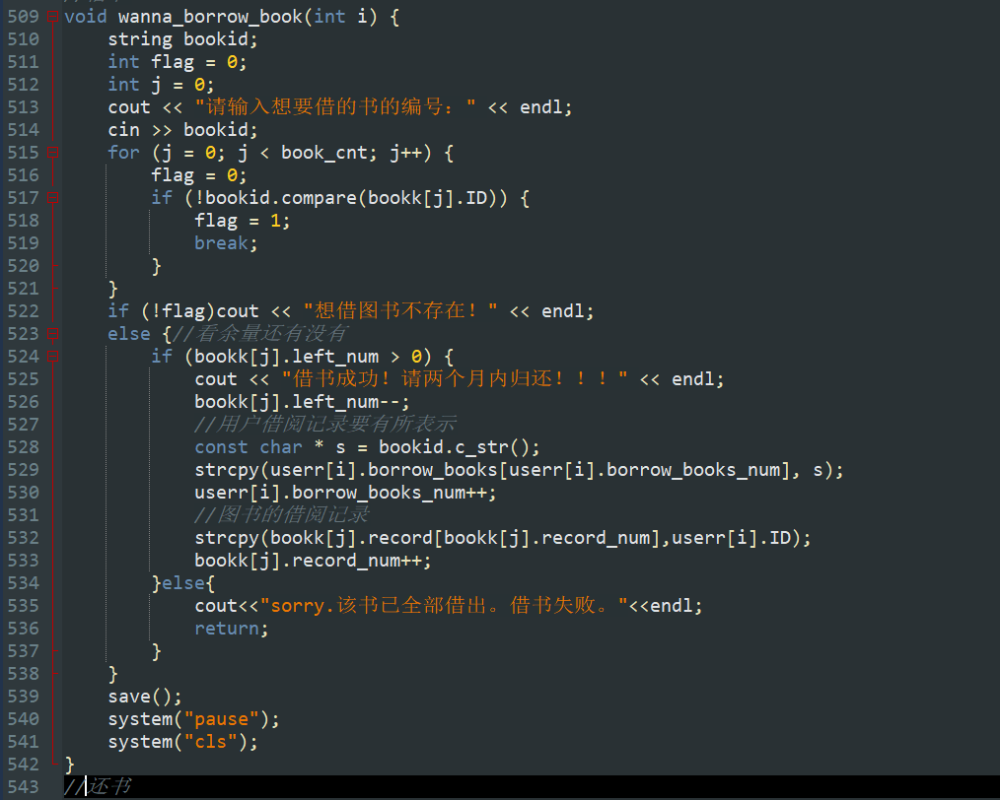 509 void wanna_borrow_book(int i) {
510 string bookid;
511 int flag = 0;
512 int j = 0;
513 cout << "请输入想要借的书的编号：" << endl;
514 cin >> bookid;
515 for (j = 0; j < book_cnt; j++) {
516 flag = 0;
517 if (!bookid.compare(bookk[j].ID)) {
518 flag = 1;
519 break;
520 }
521 }
522 if (!flag)cout << "想借图书不存在！" << endl;
523 else {//看余量还有没有
524 if (bookk[j].left_num > 0) {
525 cout << "借书成功！请两个月内归还！！！" << endl;
526 bookk[j].left_num--;
527 //用户借阅记录要有所表示
528 const char * s = bookid.c_str();
529 strcpy(userr[i].borrow_books[userr[i].borrow_books_num], s);
530 userr[i].borrow_books_num++;
531 //图书的借阅记录
532 strcpy(bookk[j].record[bookk[j].record_num],userr[i].ID);
533 bookk[j].record_num++;
534 }else{
535 cout<<"sorry.该书已全部借出。借书失败。"<<endl;
536 return;
537 }
538 }
539 save();
540 system("pause");
541 system("cls");
542 }
543 //还书